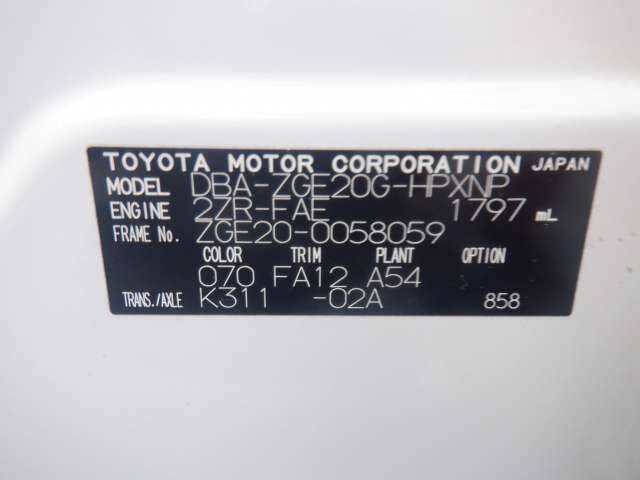 TOYOTA MOTOR CORPORATION JAPAN
MODEL DBA-ZGE20G-HPXNP
ENGINE 2ZR-FAE 1797 mL
FRAME No. ZGE20-0058059
COLOR TRIM PLANT OPTION
070 FA12 A54
TRANS./AXLE K311 -02A 858